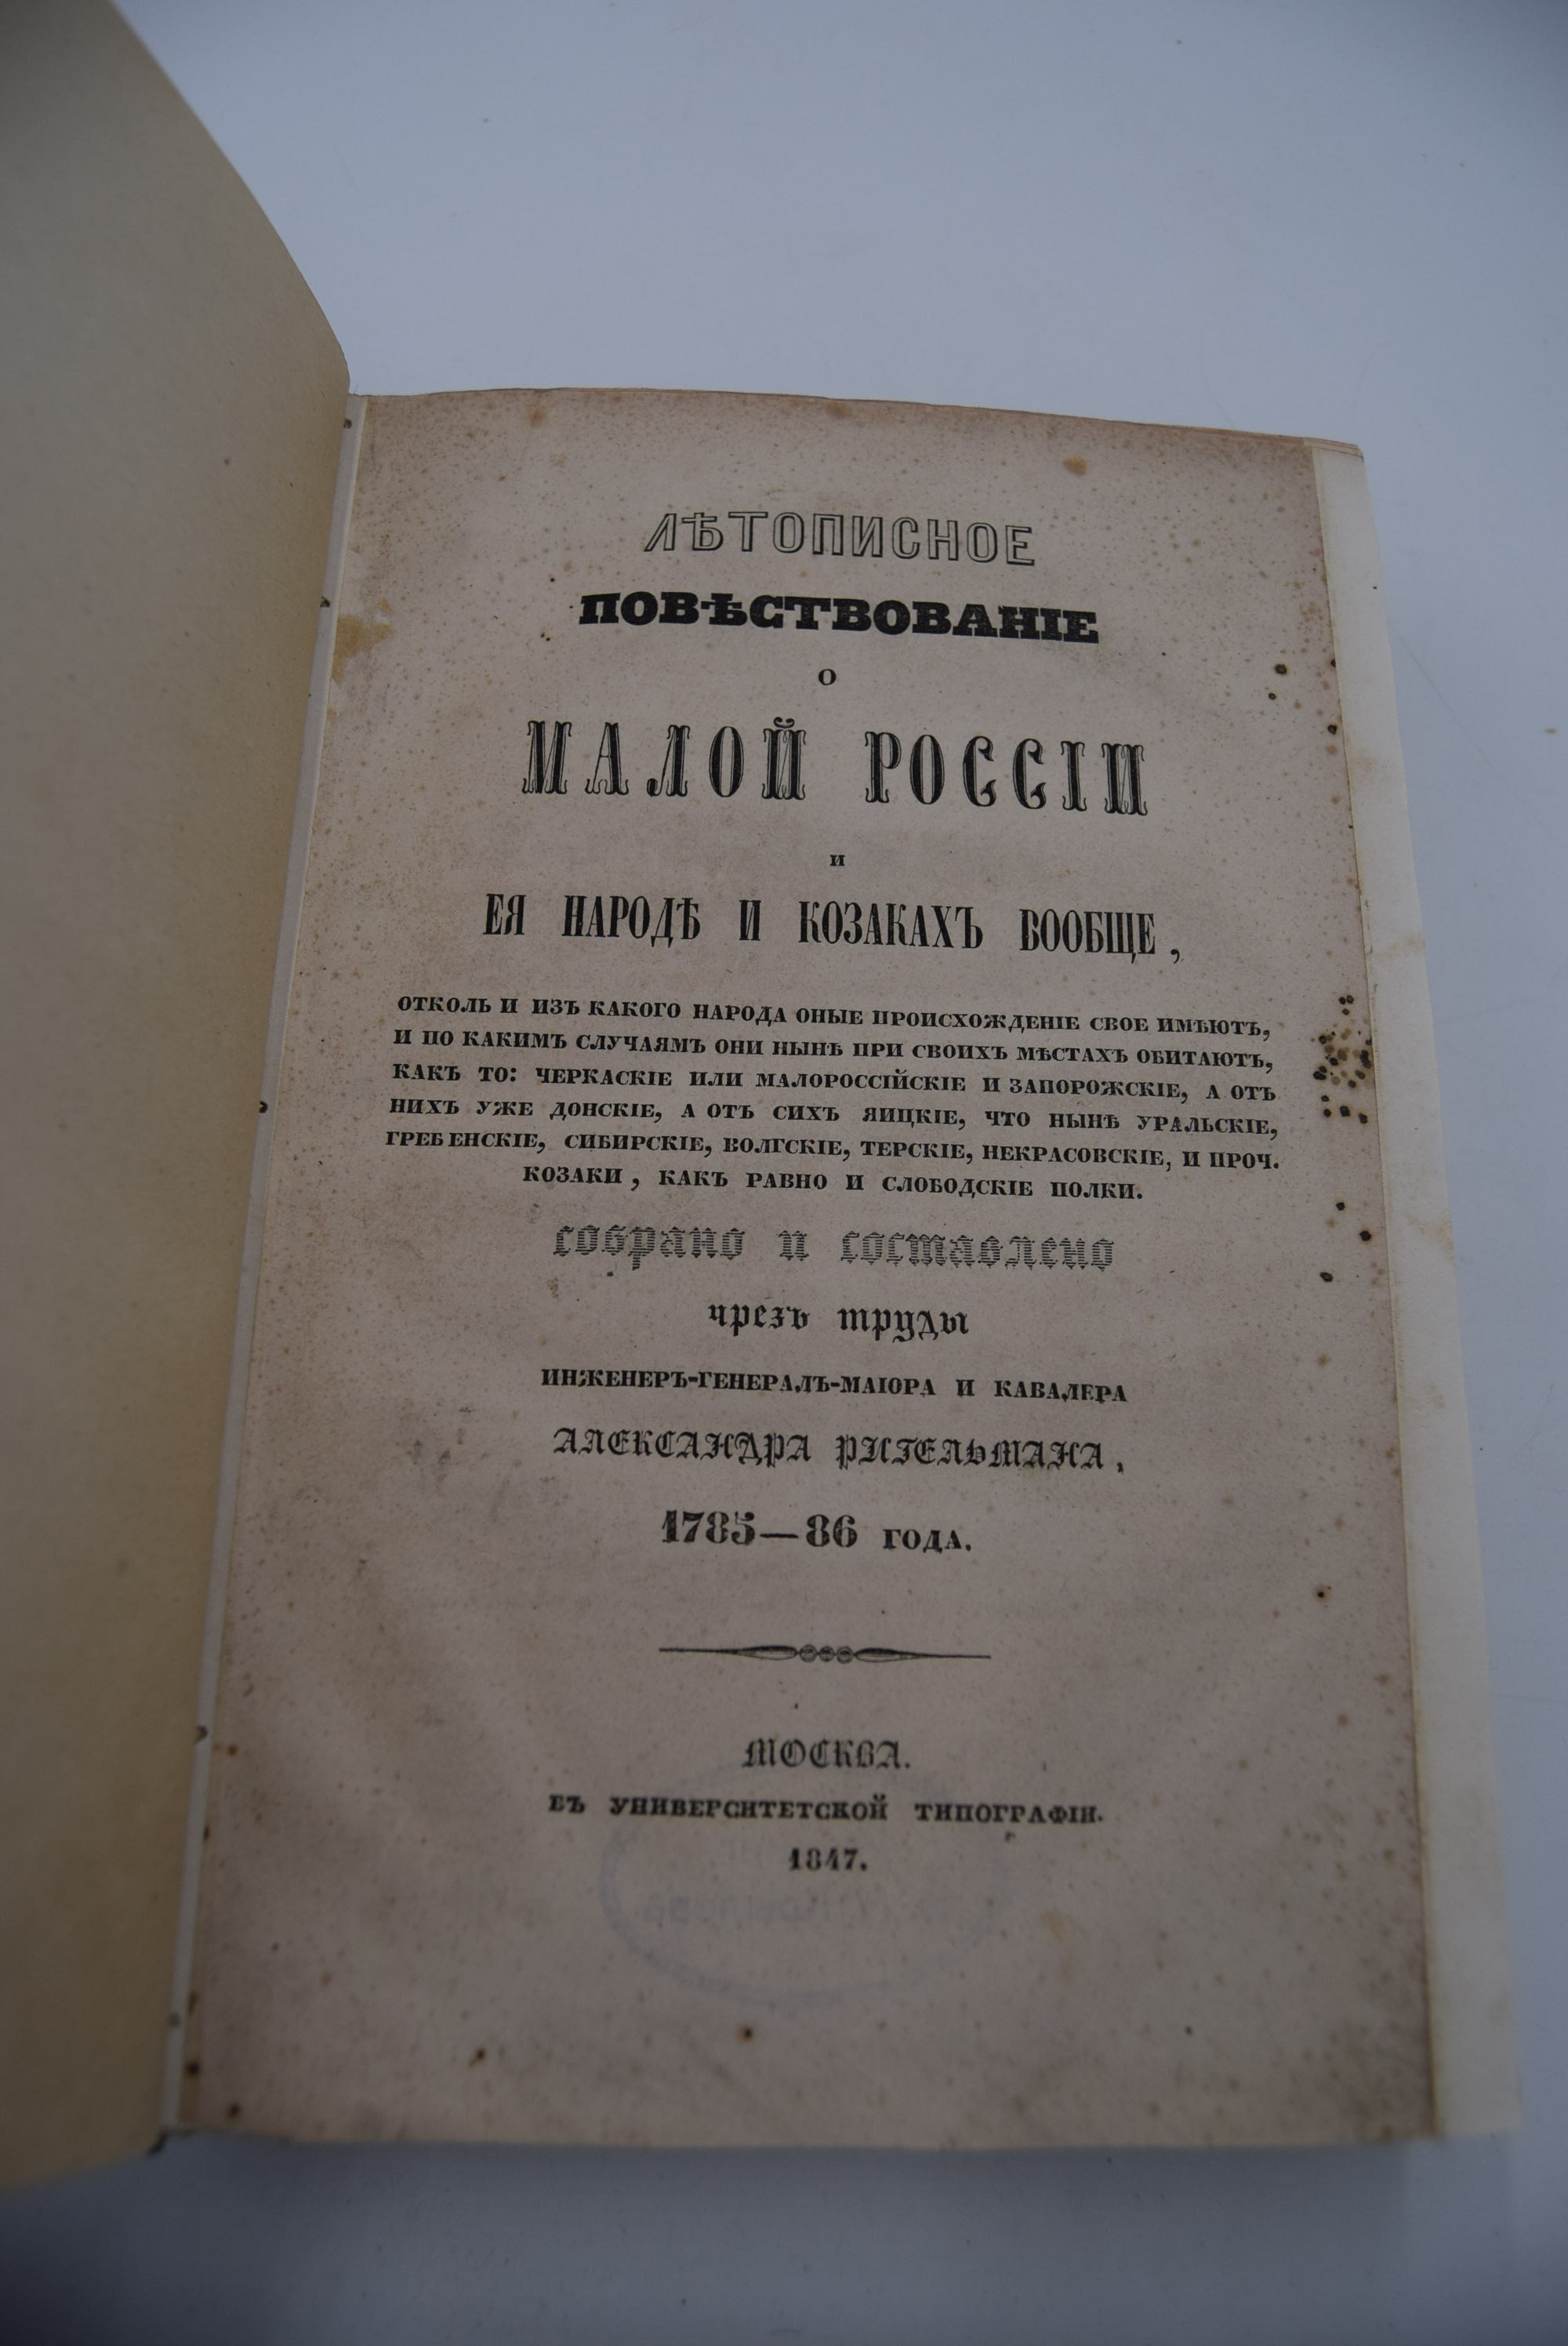 ЛѢТОПИСНОЕ
ПОВѢСТВОВАНІЕ
О
МАЛОЙ РОССІИ
И
ЕЯ НАРОДѢ И КОЗАКАХЪ ВООБЩЕ,
ОТКОЛЬ И ИЗЪ КАКОГО НАРОДА ОНЫЕ ПРОИСХОЖДЕНІЕ СВОЕ ИМѢЮТЪ,
И ПО КАКИМЪ СЛУЧАЯМЪ ОНИ НЫНѢ ПРИ СВОИХЪ МѢСТАХЪ ОБИТАЮТЪ,
КАКЪ ТО: ЧЕРКАСКІЕ ИЛИ МАЛОРОССІЙСКІЕ И ЗАПОРОЖСКІЕ, А ОТЪ
НИХЪ УЖЕ ДОНСКІЕ, А ОТЪ СИХЪ ЯИЦКІЕ, ЧТО НЫНѢ УРАЛЬСКІЕ,
ГРЕБЕНСКІЕ, СИБИРСКІЕ, ВОЛГСКІЕ, ТЕРСКІЕ, НЕКРАСОВСКІЕ, И ПРОЧ.
КОЗАКИ, КАКЪ РАВНО И СЛОБОДСКІЕ ПОЛКИ.
собрано и составлено
чрезъ труды
ИНЖЕНЕРЪ-ГЕНЕРАЛЪ-МАІОРА И КАВАЛЕРА
АЛЕКСАНДРА РИГЕЛЬМАНА,
1785—86 ГОДА.
МОСКВА.
ВЪ УНИВЕРСИТЕТСКОЙ ТИПОГРАФІИ.
1847.